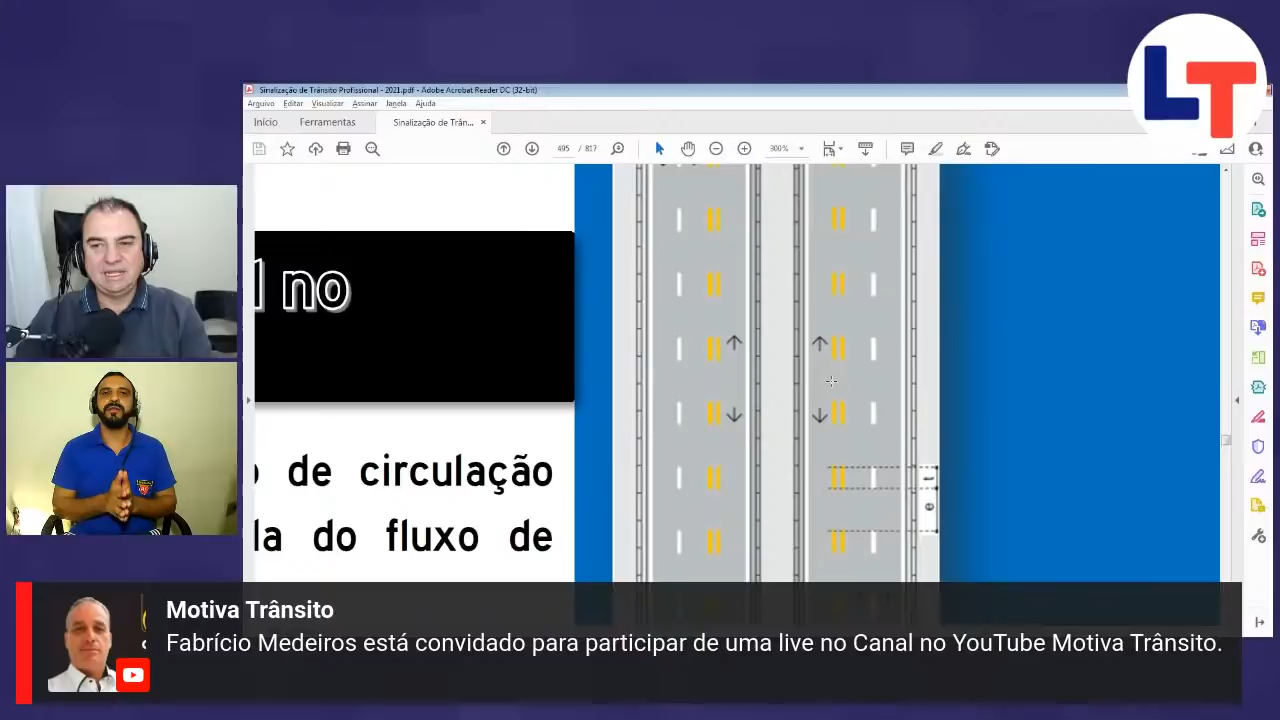 LT
Sinalização de Trânsito Profissional - 2021.pdf - Adobe Acrobat Reader DC (32-bit)
Arquivo Editar Visualizar Assinar Janela Ajuda
Início Ferramentas Sinalização de Trân... ×
495 / 817 300%
l no
o de circulação
la do fluxo de
t
e
Motiva Trânsito
Fabrício Medeiros está convidado para participar de uma live no Canal no YouTube Motiva Trânsito.